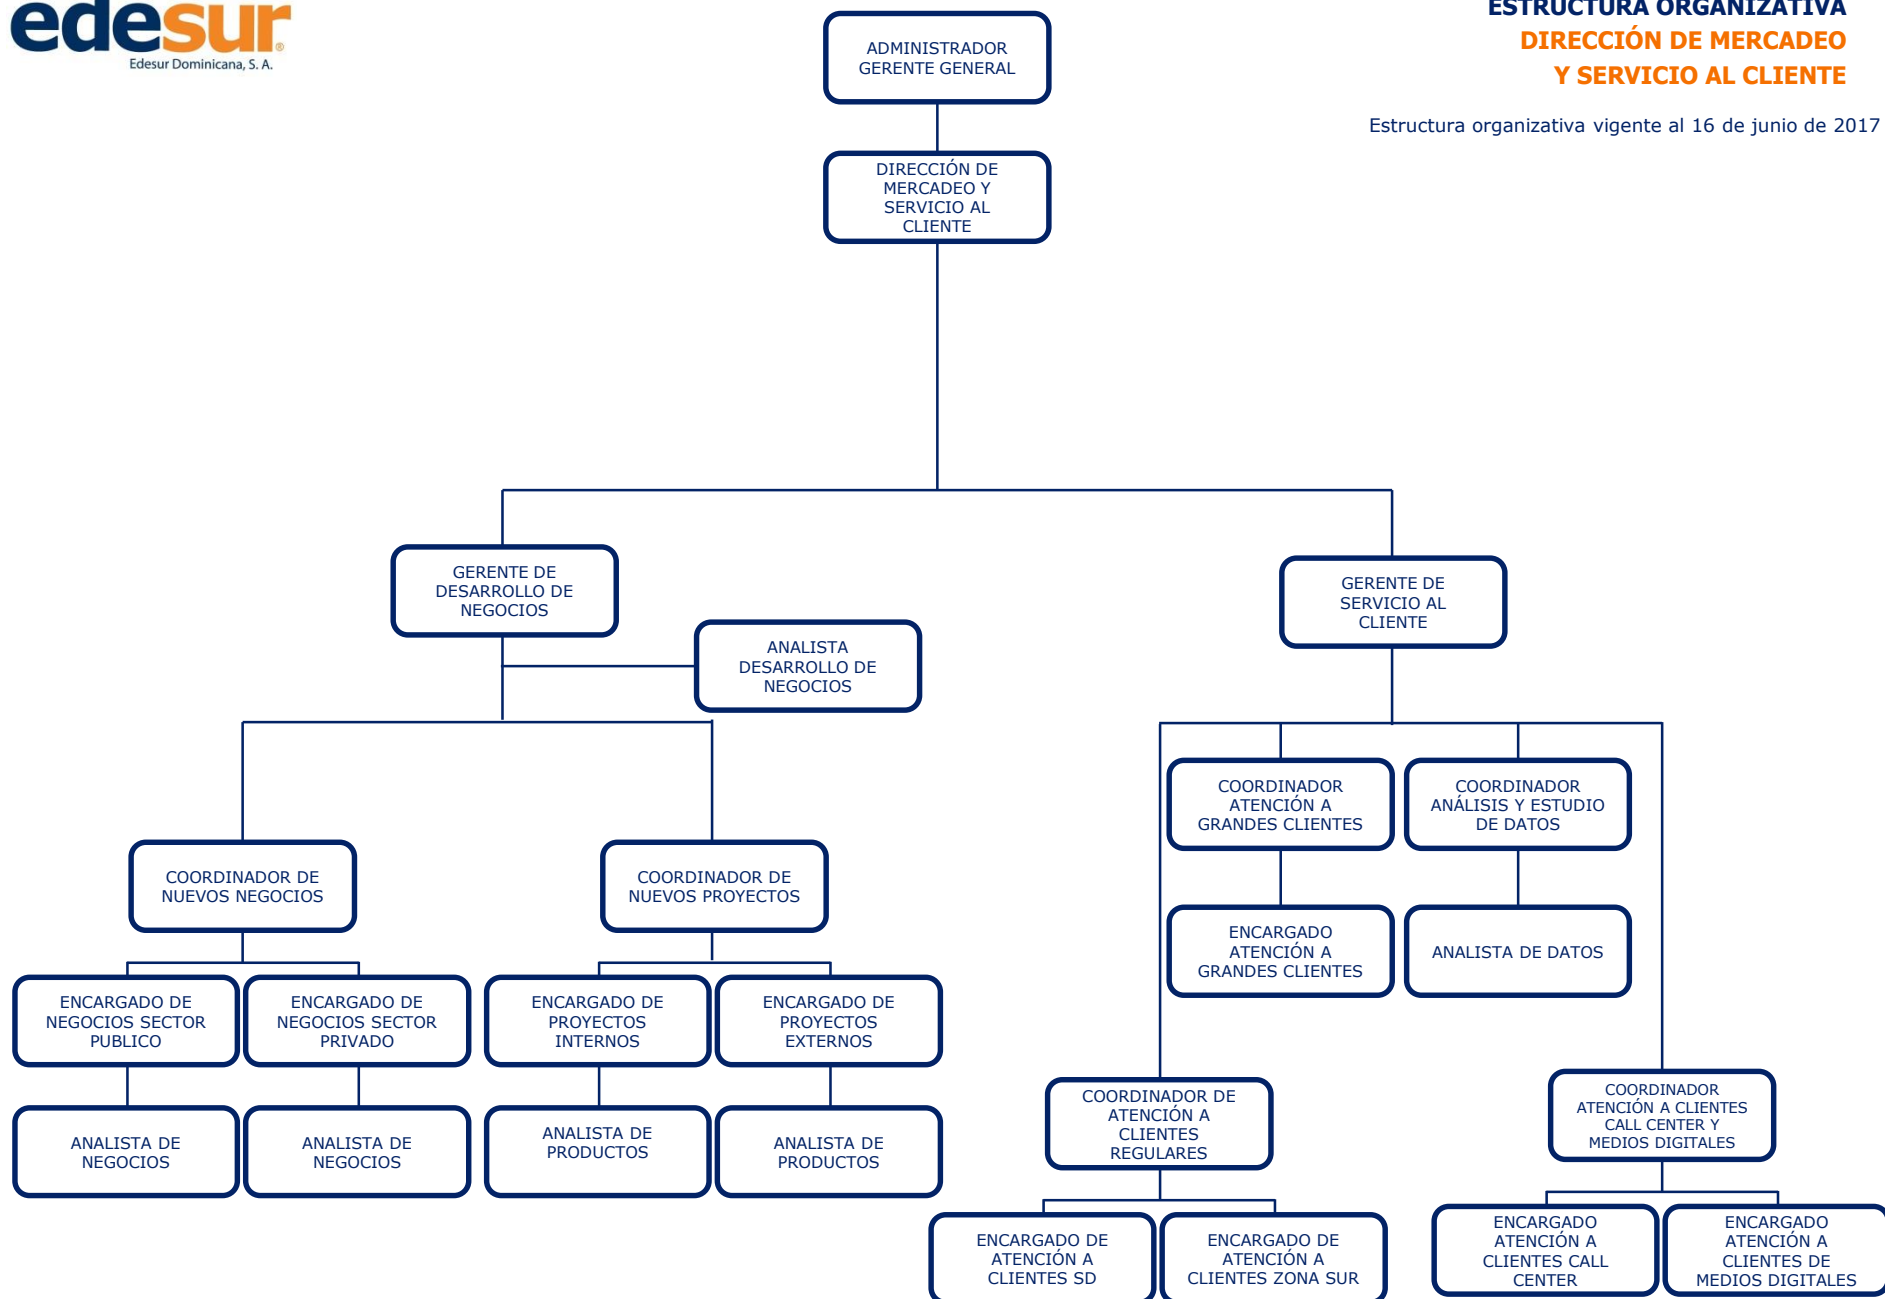 edesur
Edesur Dominicana, S. A.
ESTRUCTURA ORGANIZATIVA
DIRECCIÓN DE MERCADEO
Y SERVICIO AL CLIENTE
Estructura organizativa vigente al 16 de junio de 2017
ADMINISTRADOR
GERENTE GENERAL
DIRECCIÓN DE
MERCADEO Y
SERVICIO AL
CLIENTE
GERENTE DE
DESARROLLO DE
NEGOCIOS
GERENTE DE
SERVICIO AL
CLIENTE
ANALISTA
DESARROLLO DE
NEGOCIOS
COORDINADOR
ATENCIÓN A
GRANDES CLIENTES
COORDINADOR
ANÁLISIS Y ESTUDIO
DE DATOS
COORDINADOR DE
NUEVOS NEGOCIOS
COORDINADOR DE
NUEVOS PROYECTOS
ENCARGADO
ATENCIÓN A
GRANDES CLIENTES
ANALISTA DE DATOS
ENCARGADO DE
NEGOCIOS SECTOR
PUBLICO
ENCARGADO DE
NEGOCIOS SECTOR
PRIVADO
ENCARGADO DE
PROYECTOS
INTERNOS
ENCARGADO DE
PROYECTOS
EXTERNOS
COORDINADOR DE
ATENCIÓN A
CLIENTES
REGULARES
COORDINADOR
ATENCIÓN A CLIENTES
CALL CENTER Y
MEDIOS DIGITALES
ANALISTA DE
NEGOCIOS
ANALISTA DE
NEGOCIOS
ANALISTA DE
PRODUCTOS
ANALISTA DE
PRODUCTOS
ENCARGADO DE
ATENCIÓN A
CLIENTES SD
ENCARGADO DE
ATENCIÓN A
CLIENTES ZONA SUR
ENCARGADO
ATENCIÓN A
CLIENTES CALL
CENTER
ENCARGADO
ATENCIÓN A
CLIENTES DE
MEDIOS DIGITALES